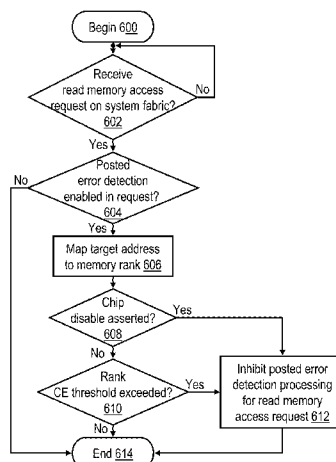 Begin 600
Receive
read memory access
request on system fabric?
602
No
Yes
Posted
error detection
enabled in request?
604
No
Yes
Map target address
to memory rank 606
Chip
disable asserted?
608
Yes
No
Rank
CE threshold exceeded?
610
Yes
No
Inhibit posted error
detection processing
for read memory
access request 612
End 614